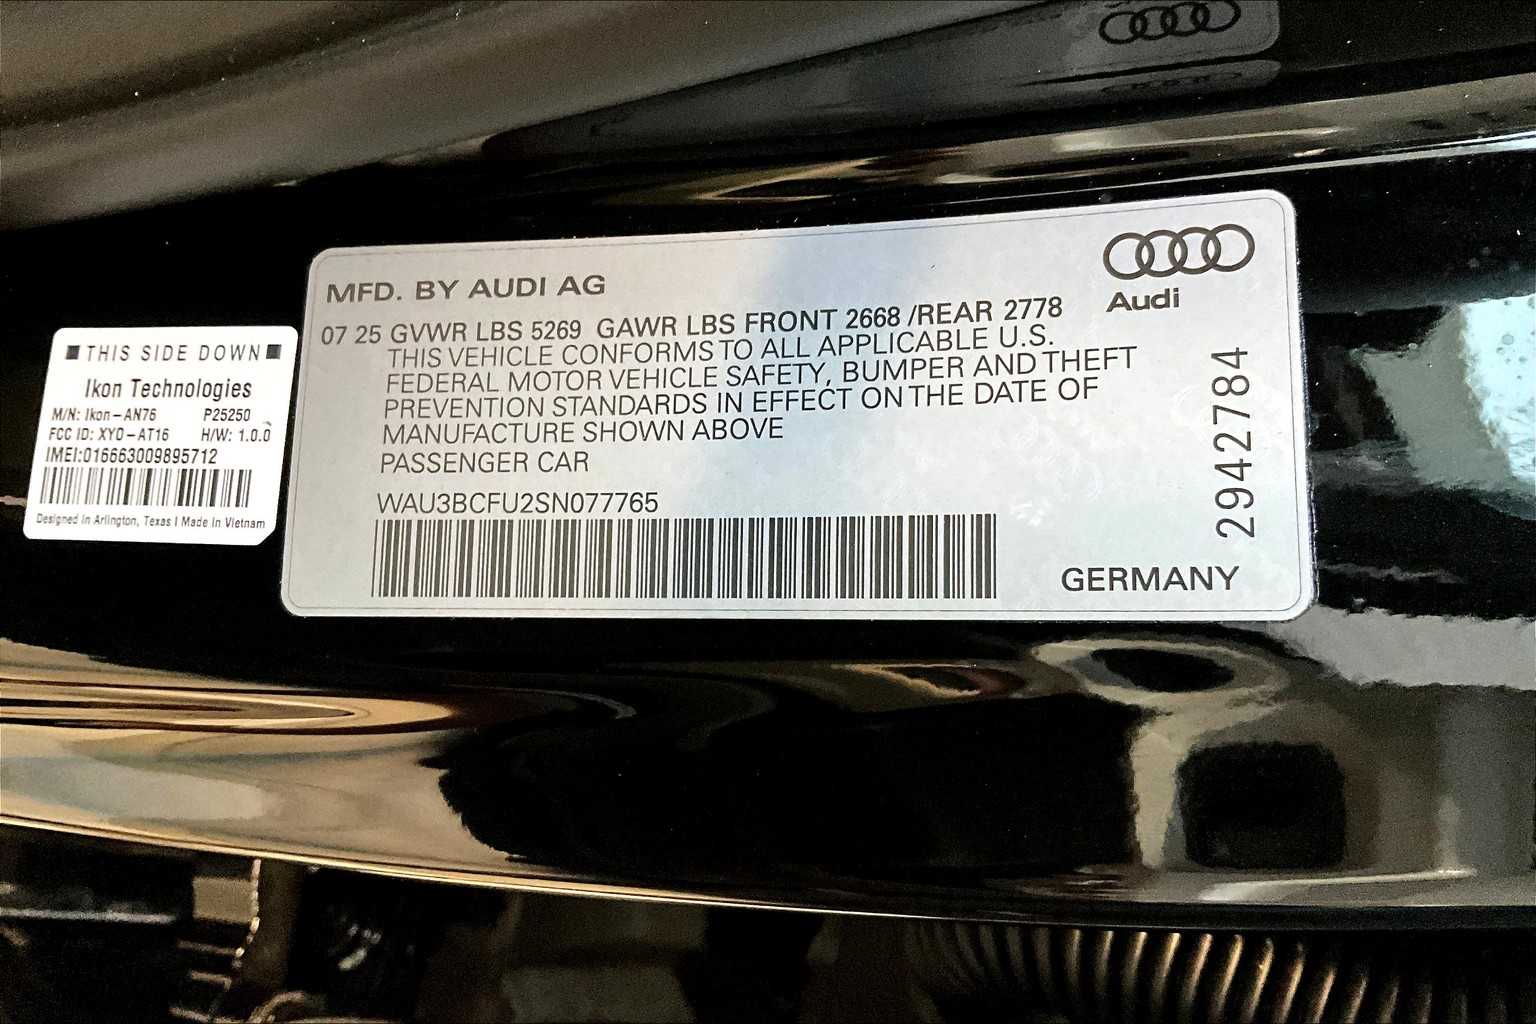 ■THIS SIDE DOWN■
Ikon Technologies
M/N: Ikon-AN76 P25250
FCC ID: XYO-AT16 H/W: 1.0.0
IMEI:016663009895712
Designed In Arlington, Texas | Made In Vietnam
MFD. BY AUDI AG
Audi
07 25 GVWR LBS 5269 GAWR LBS FRONT 2668 /REAR 2778
THIS VEHICLE CONFORMS TO ALL APPLICABLE U.S.
FEDERAL MOTOR VEHICLE SAFETY, BUMPER AND THEFT
PREVENTION STANDARDS IN EFFECT ON THE DATE OF
MANUFACTURE SHOWN ABOVE
PASSENGER CAR
WAU3BCFU2SN077765
2942784
GERMANY